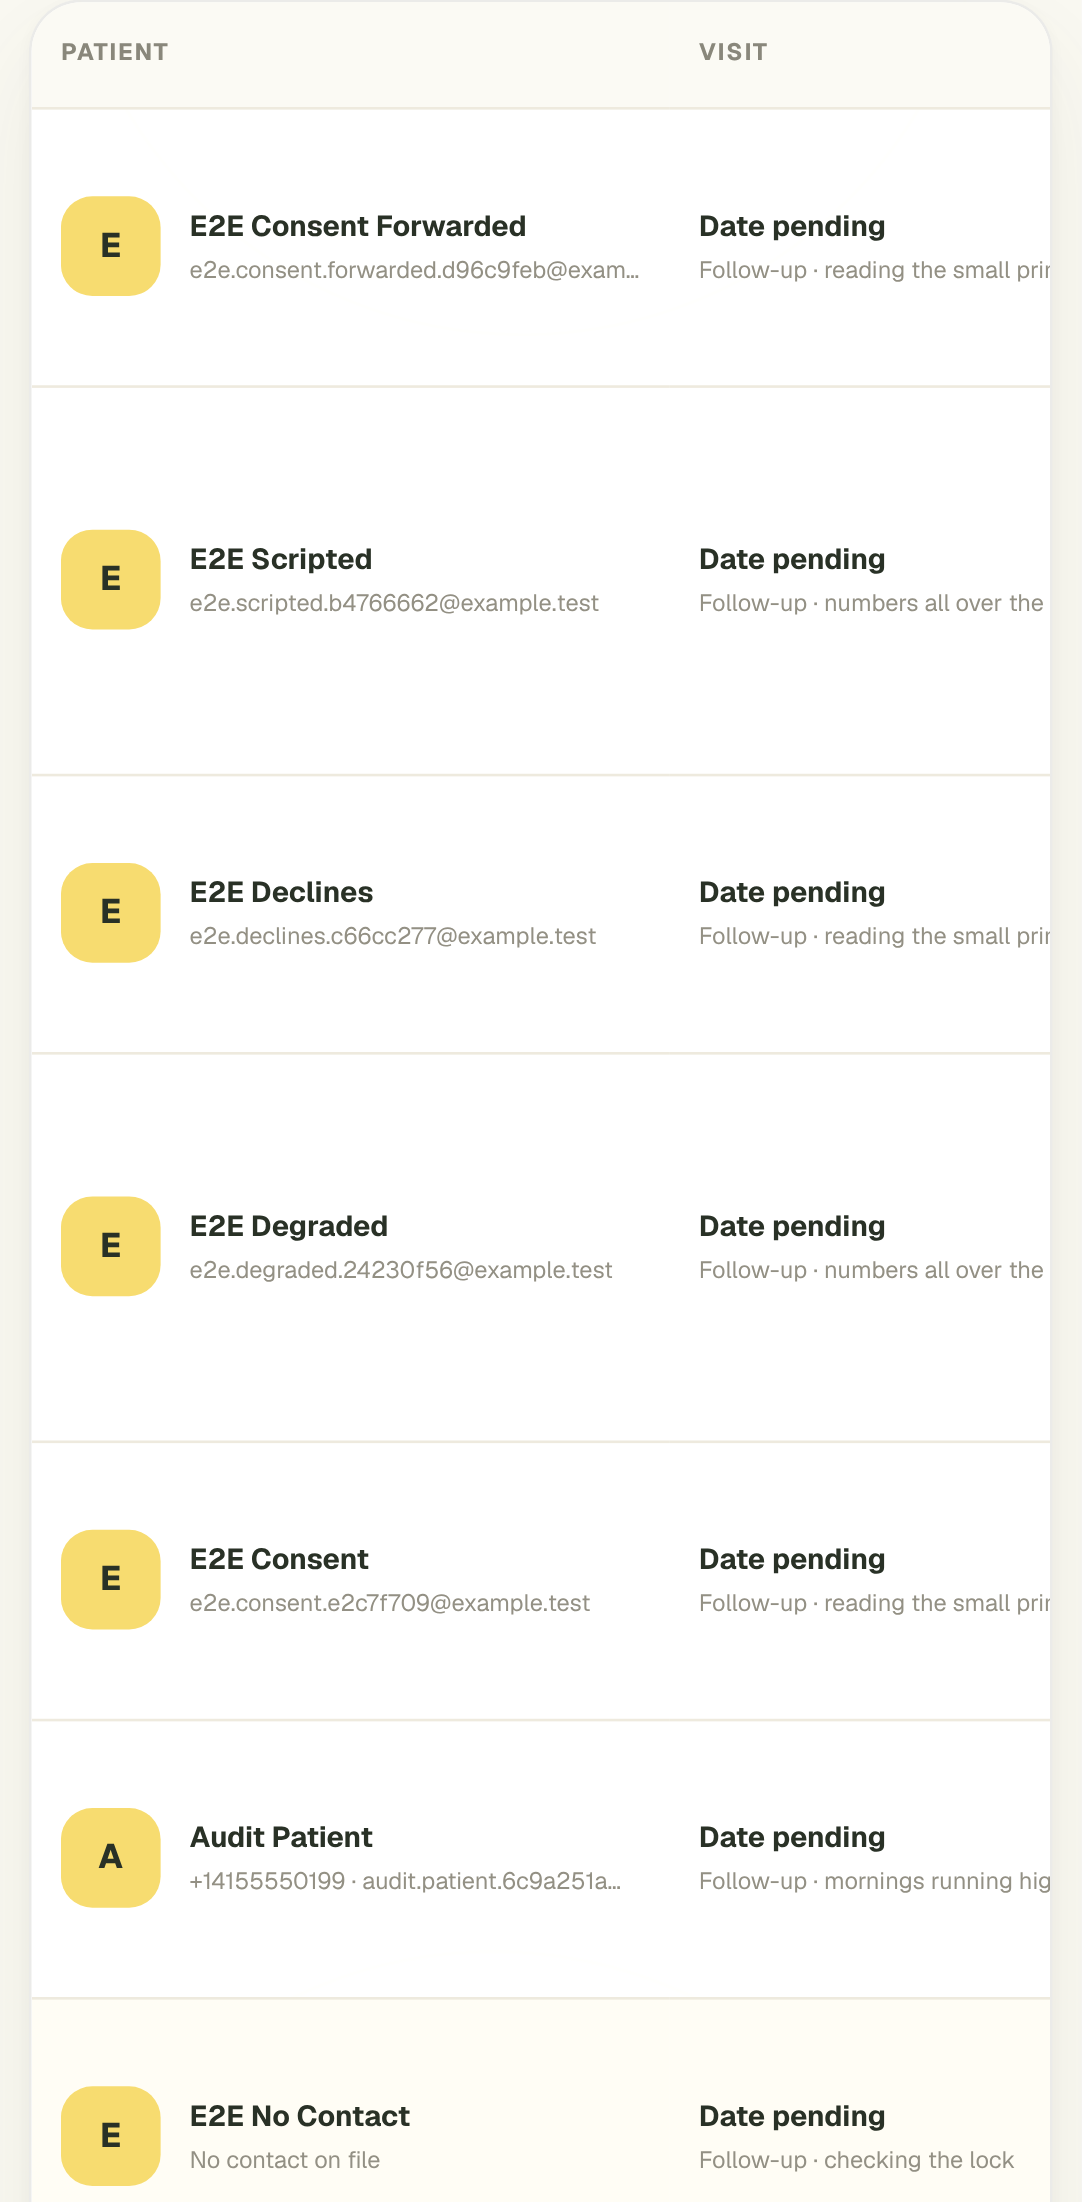 PATIENT VISIT
E
E2E Consent Forwarded Date pending
e2e.consent.forwarded.d96c9feb@exam... Follow-up · reading the small
E
E2E Scripted Date pending
e2e.scripted.b4766662@example.test Follow-up · numbers all over the
E
E2E Declines Date pending
e2e.declines.c66cc277@example.test Follow-up · reading the small
E
E2E Degraded Date pending
e2e.degraded.24230f56@example.test Follow-up · numbers all over the
E
E2E Consent Date pending
e2e.consent.e2c7f709@example.test Follow-up · reading the small
A
Audit Patient Date pending
+14155550199 · audit.patient.6c9a251a... Follow-up · mornings running
E
E2E No Contact Date pending
No contact on file Follow-up · checking the lock